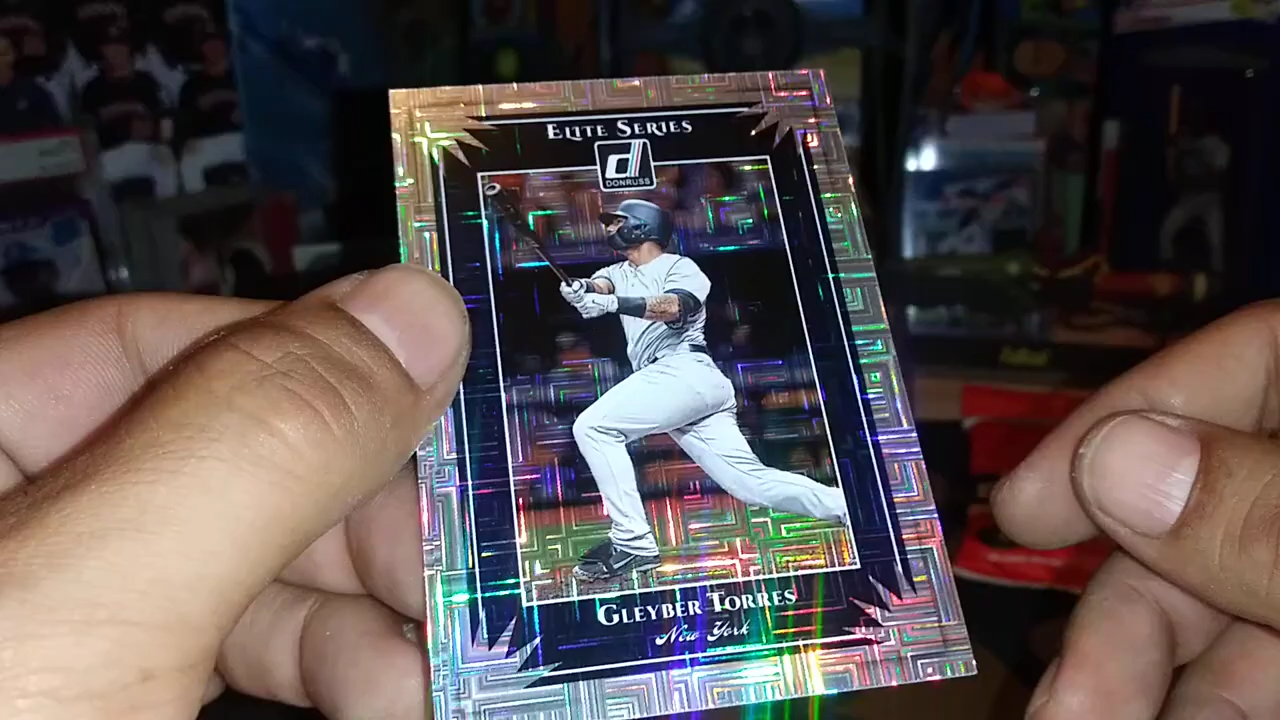 ELITE SERIES
d
DONRUSS
GLEYBER TORRES
New York